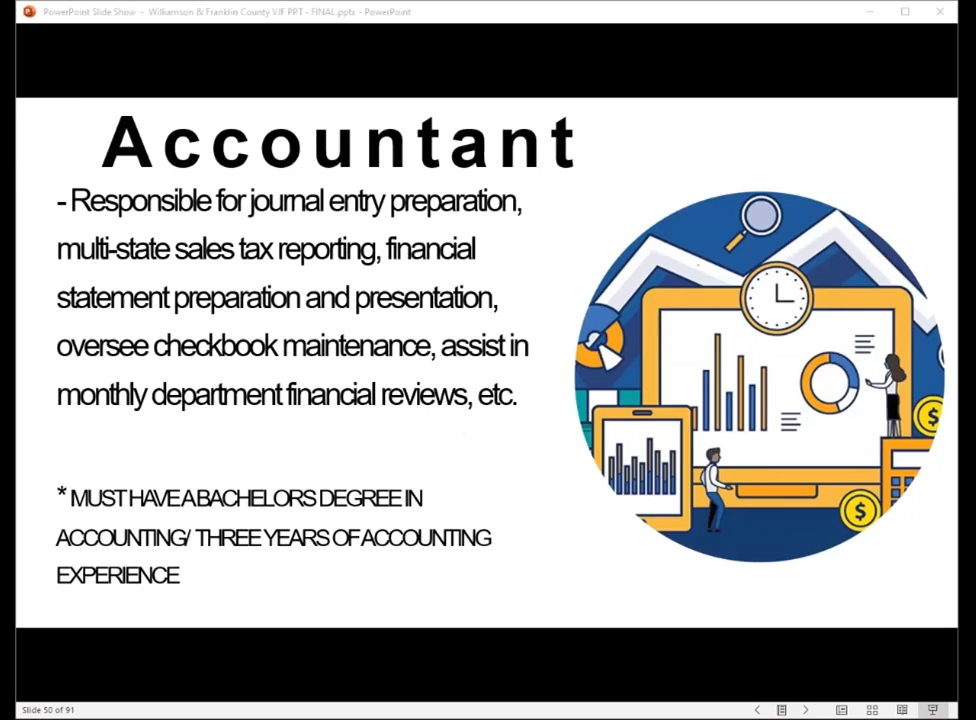 PowerPoint Slide Show - Williamson & Franklin County VJF PPT - FINAL.pptx - PowerPoint
Accountant
- Responsible for journal entry preparation,
multi-state sales tax reporting, financial
statement preparation and presentation,
oversee checkbook maintenance, assist in
monthly department financial reviews, etc.
* MUST HAVE A BACHELORS DEGREE IN
ACCOUNTING/ THREE YEARS OF ACCOUNTING
EXPERIENCE
$
$
Slide 50 of 91